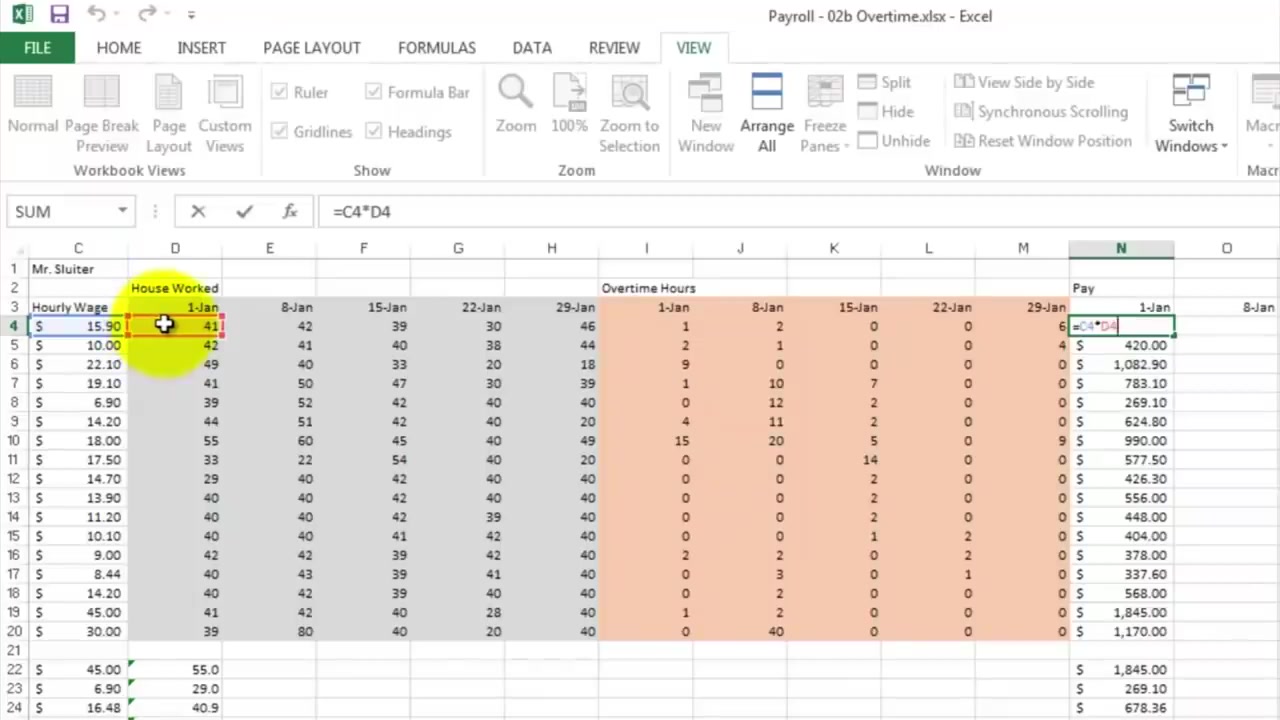 Payroll - 02b Overtime.xlsx - Excel
FILE HOME INSERT PAGE LAYOUT FORMULAS DATA REVIEW VIEW
Normal Page Break Preview Page Layout Custom Views
Workbook Views
Ruler Formula Bar
Gridlines Headings
Show
Zoom 100% Zoom to Selection
Zoom
New Window Arrange All Freeze Panes
Split View Side by Side
Hide Synchronous Scrolling
Unhide Reset Window Position
Window
Switch Windows
Macr
Macr
SUM fx =C4*D4
C D E F G H I J K L M N O
1 Mr. Sluiter
2 House Worked Overtime Hours Pay
3 Hourly Wage 1-Jan 8-Jan 15-Jan 22-Jan 29-Jan 1-Jan 8-Jan 15-Jan 22-Jan 29-Jan 1-Jan 8-Jan
4 $ 15.90 41 42 39 30 46 1 2 0 0 6 =C4*D4
5 $ 10.00 42 41 40 38 44 2 1 0 0 4 $ 420.00
6 $ 22.10 49 40 33 20 18 9 0 0 0 0 $ 1,082.90
7 $ 19.10 41 50 47 30 39 1 10 7 0 0 $ 783.10
8 $ 6.90 39 52 42 40 40 0 12 2 0 0 $ 269.10
9 $ 14.20 44 51 42 40 20 4 11 2 0 0 $ 624.80
10 $ 18.00 55 60 45 40 49 15 20 5 0 9 $ 990.00
11 $ 17.50 33 22 54 40 20 0 0 14 0 0 $ 577.50
12 $ 14.70 29 40 42 40 40 0 0 2 0 0 $ 426.30
13 $ 13.90 40 40 42 40 40 0 0 2 0 0 $ 556.00
14 $ 11.20 40 40 42 39 40 0 0 2 0 0 $ 448.00
15 $ 10.10 40 40 41 42 40 0 0 1 2 0 $ 404.00
16 $ 9.00 42 42 39 42 40 2 2 0 2 0 $ 378.00
17 $ 8.44 40 43 39 41 40 0 3 0 1 0 $ 337.60
18 $ 14.20 40 42 39 40 40 0 2 0 0 0 $ 568.00
19 $ 45.00 41 42 40 28 40 1 2 0 0 0 $ 1,845.00
20 $ 30.00 39 80 40 20 40 0 40 0 0 0 $ 1,170.00
21
22 $ 45.00 55.0 $ 1,845.00
23 $ 6.90 29.0 $ 269.10
24 $ 16.48 40.9 $ 678.36